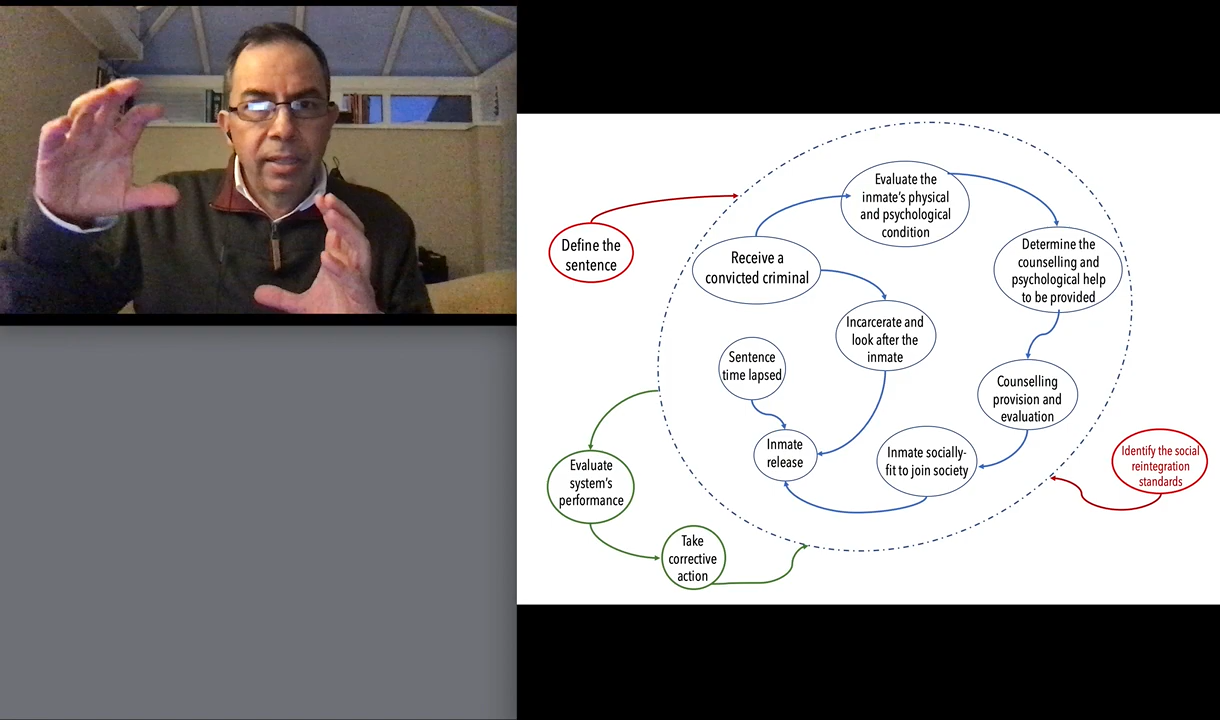 Define the
sentence
Receive a
convicted criminal
Evaluate the
inmate's physical
and psychological
condition
Determine the
counselling and
psychological help
to be provided
Incarcerate and
look after the
inmate
Sentence
time lapsed
Counselling
provision and
evaluation
Inmate
release
Inmate socially-
fit to join society
Identify the social
reintegration
standards
Evaluate
system's
performance
Take
corrective
action